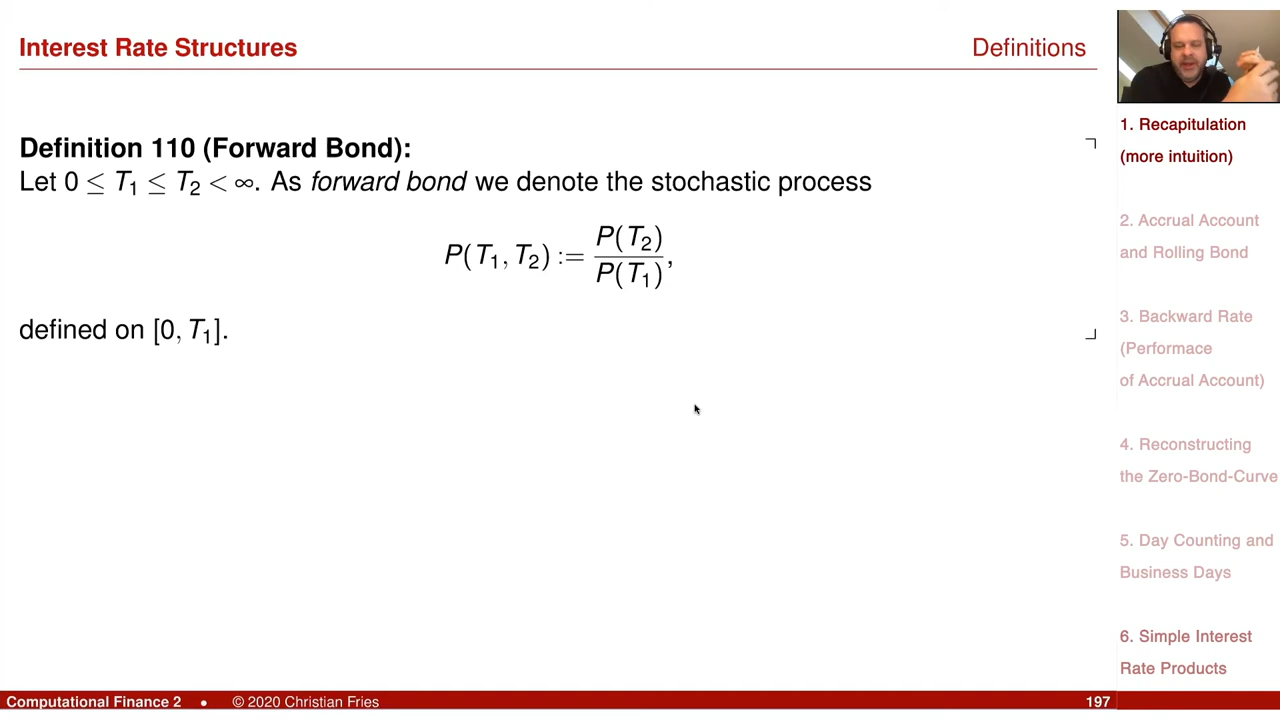 Interest Rate Structures
Definitions
Definition 110 (Forward Bond):
Let 0 ≤ T₁ ≤ T₂ < ∞. As forward bond we denote the stochastic process
P(T₁, T₂) := P(T₂) / P(T₁),
defined on [0, T₁].
1. Recapitulation
(more intuition)
2. Accrual Account
and Rolling Bond
3. Backward Rate
(Performace
of Accrual Account)
4. Reconstructing
the Zero-Bond-Curve
5. Day Counting and
Business Days
6. Simple Interest
Rate Products
Computational Finance 2 • © 2020 Christian Fries 197